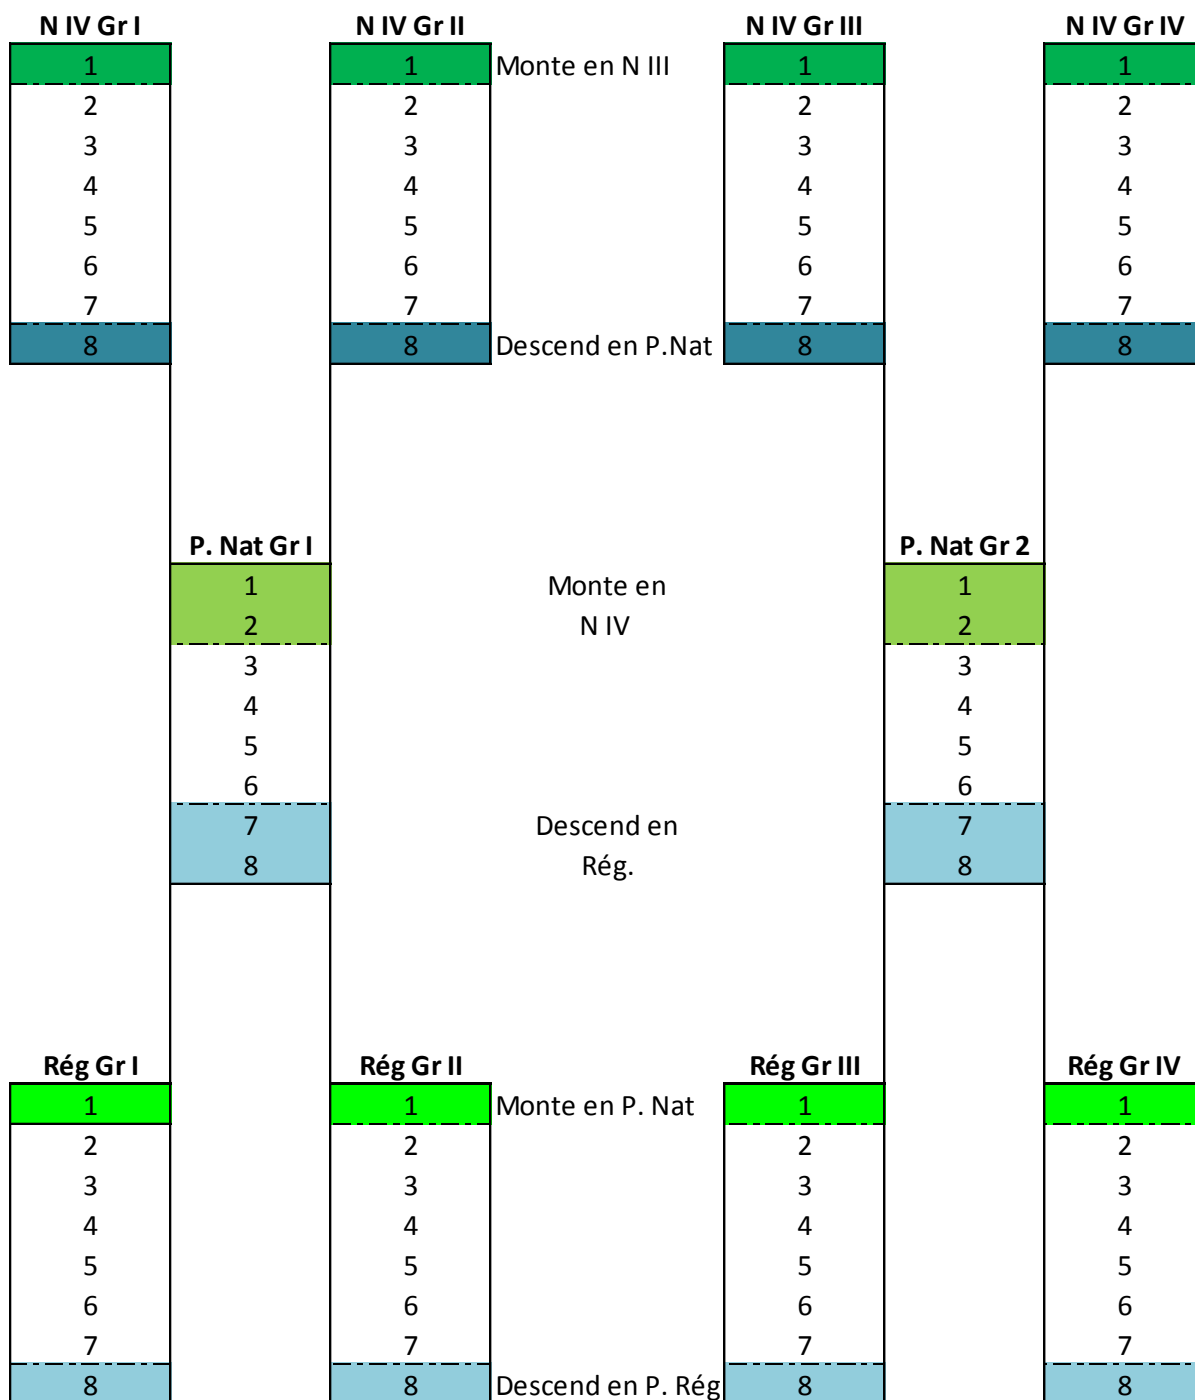 N IV Gr I N IV Gr II N IV Gr III N IV Gr IV
1 1 Monte en N III 1 1
2 2 2 2
3 3 3 3
4 4 4 4
5 5 5 5
6 6 6 6
7 7 7 7
8 8 Descend en P.Nat 8 8
P. Nat Gr I P. Nat Gr 2
1 Monte en 1
2 N IV 2
3 3
4 4
5 5
6 6
7 Descend en 7
8 Rég. 8
Rég Gr I Rég Gr II Rég Gr III Rég Gr IV
1 1 Monte en P. Nat 1 1
2 2 2 2
3 3 3 3
4 4 4 4
5 5 5 5
6 6 6 6
7 7 7 7
8 8 Descend en P. Rég 8 8